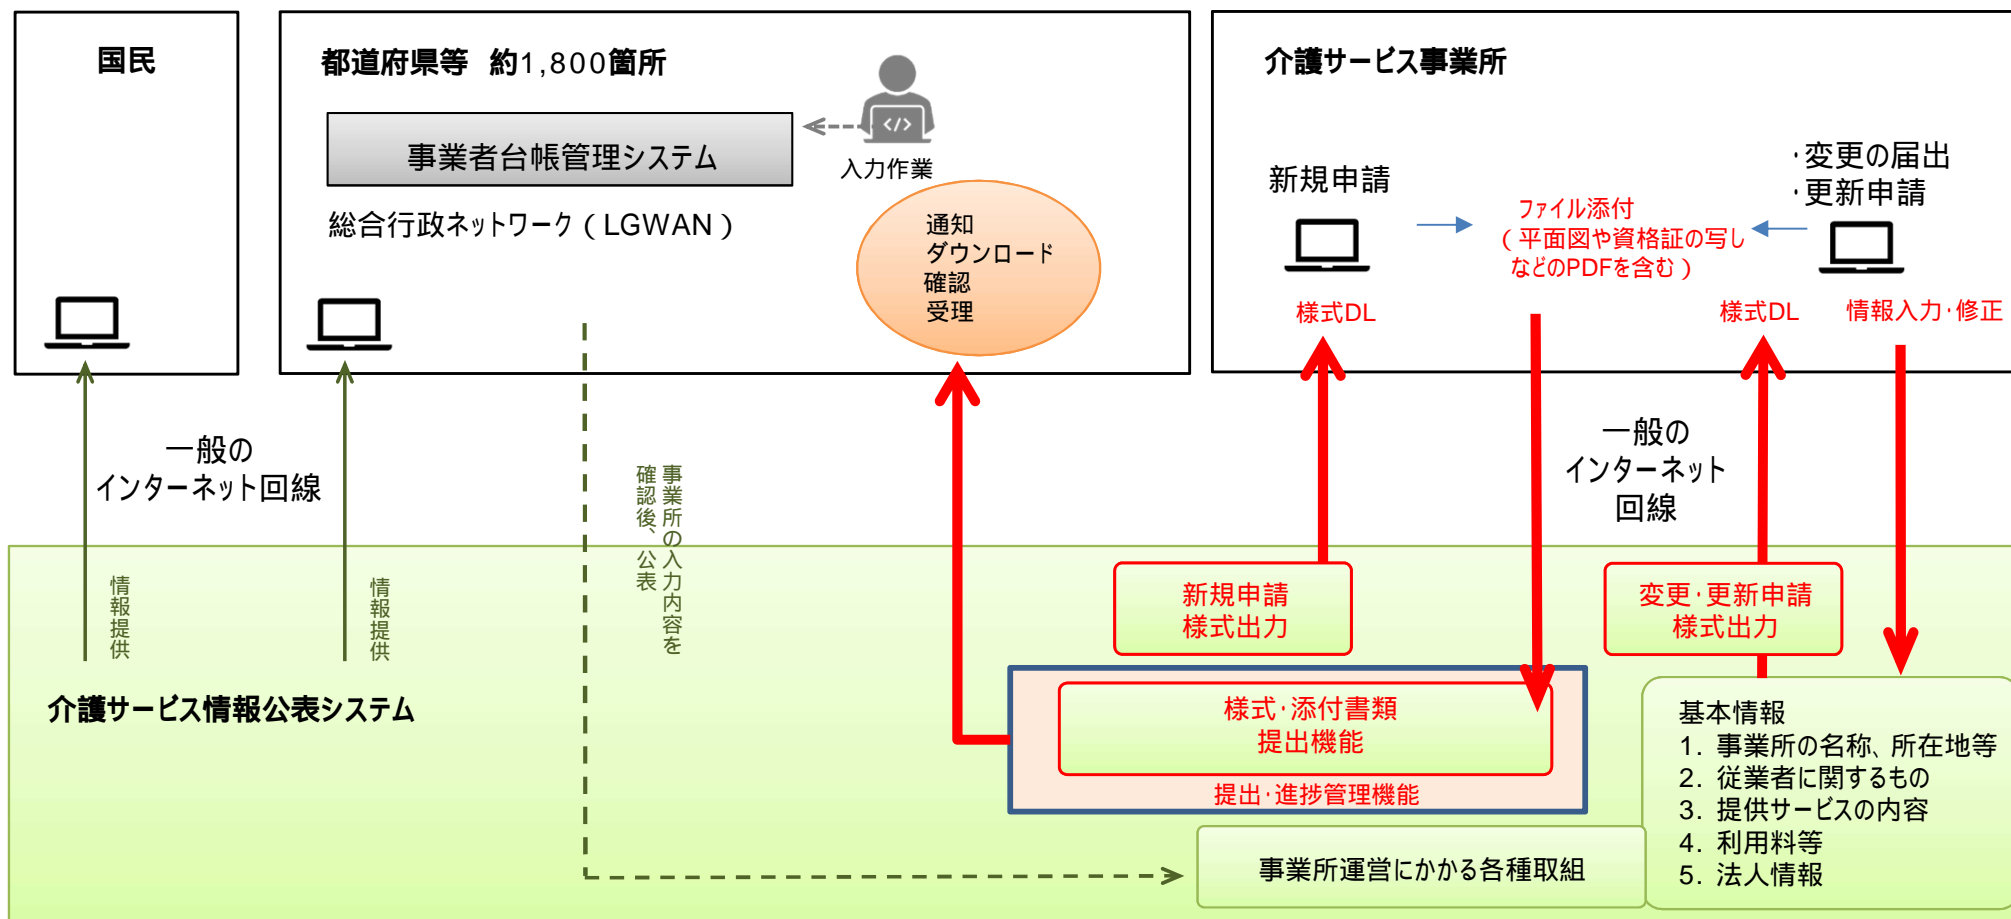 国民
都道府県等 約1,800箇所
事業者台帳管理システム
入力作業
総合行政ネットワーク（LGWAN）
通知
ダウンロード
確認
受理
介護サービス事業所
新規申請
・変更の届出
・更新申請
ファイル添付
（平面図や資格証の写し
などのPDFを含む）
様式DL
様式DL
情報入力・修正
一般の
インターネット回線
事業所の入力内容を
確認後、公表
一般の
インターネット
回線
情報提供
情報提供
新規申請
様式出力
変更・更新申請
様式出力
介護サービス情報公表システム
様式・添付書類
提出機能
提出・進捗管理機能
基本情報
1. 事業所の名称、所在地等
2. 従業者に関するもの
3. 提供サービスの内容
4. 利用料等
5. 法人情報
事業所運営にかかる各種取組